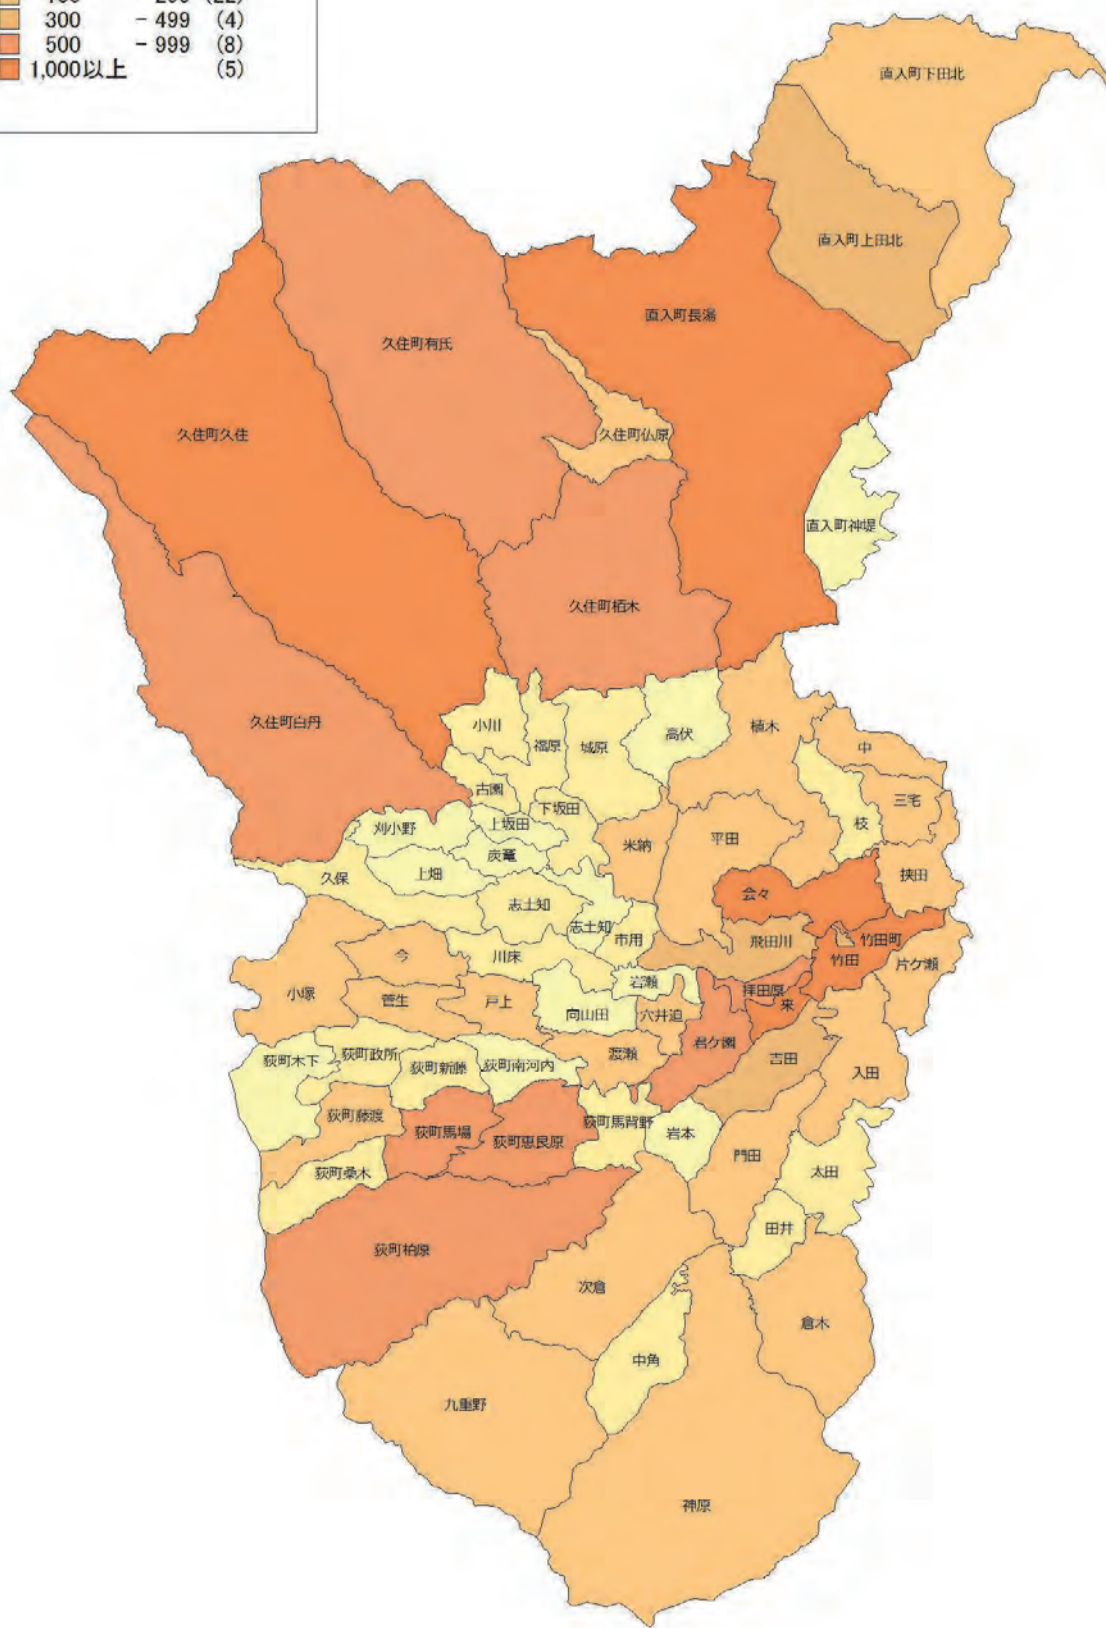 300 - 499 (4)
500 - 999 (8)
1,000以上 (5)
直入町下田北
直入町上田北
直入町長湯
久住町有氏
久住町久住
久住町仏原
直入町神堤
久住町栢木
久住町白丹
小川
福原
城原
高伏
植木
中
古園
下坂田
三宅
刈小野
上坂田
枝
米納
平田
炭竈
上畑
久保
挟田
会々
志土知
志土知
市用
飛田川
竹田町
竹田
片ケ瀬
今
川床
岩瀬
拝田原
小塚
菅生
戸上
向山田
穴井迫
来
君ケ園
渡瀬
吉田
荻町木下
荻町政所
荻町新藤
荻町南河内
入田
荻町藤渡
荻町馬場
荻町恵良原
荻町馬背野
岩本
門田
太田
荻町桑木
田井
荻町柏原
次倉
倉木
中角
九重野
神原